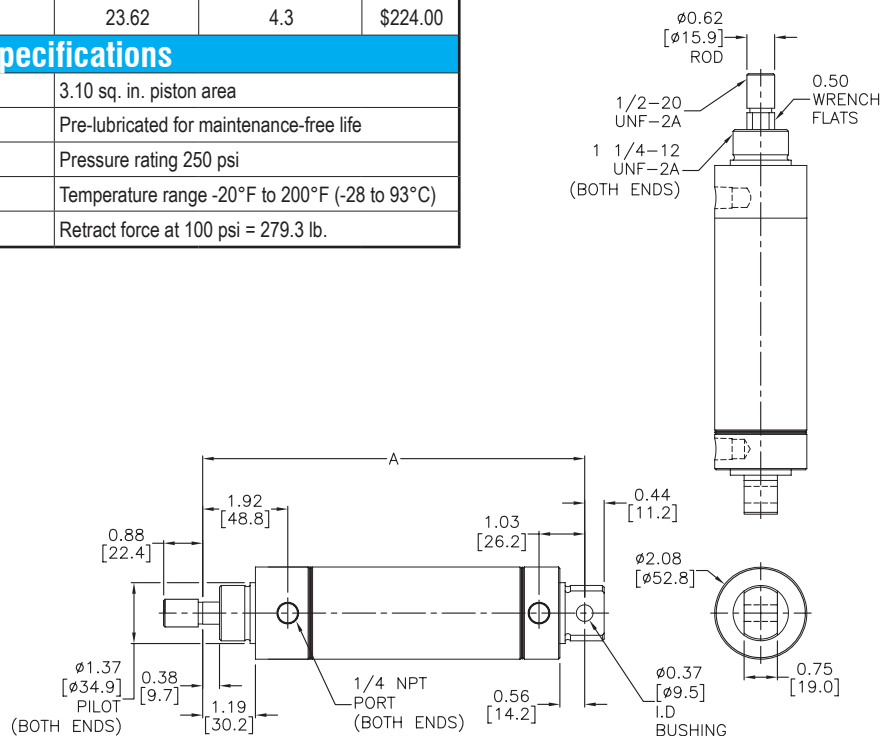 23.62 4.3 $224.00
pecifications
3.10 sq. in. piston area
Pre-lubricated for maintenance-free life
Pressure rating 250 psi
Temperature range -20°F to 200°F (-28 to 93°C)
Retract force at 100 psi = 279.3 lb.
ø0.62
[ø15.9]
ROD
0.50
WRENCH
FLATS
1/2-20
UNF-2A
1 1/4-12
UNF-2A
(BOTH ENDS)
A
1.92
[48.8]
0.88
[22.4]
1.03
[26.2]
0.44
[11.2]
ø2.08
[ø52.8]
ø1.37
[ø34.9]
PILOT
(BOTH ENDS)
0.38
[9.7]
1.19
[30.2]
1/4 NPT
PORT
(BOTH ENDS)
0.56
[14.2]
ø0.37
[ø9.5]
I.D
BUSHING
0.75
[19.0]